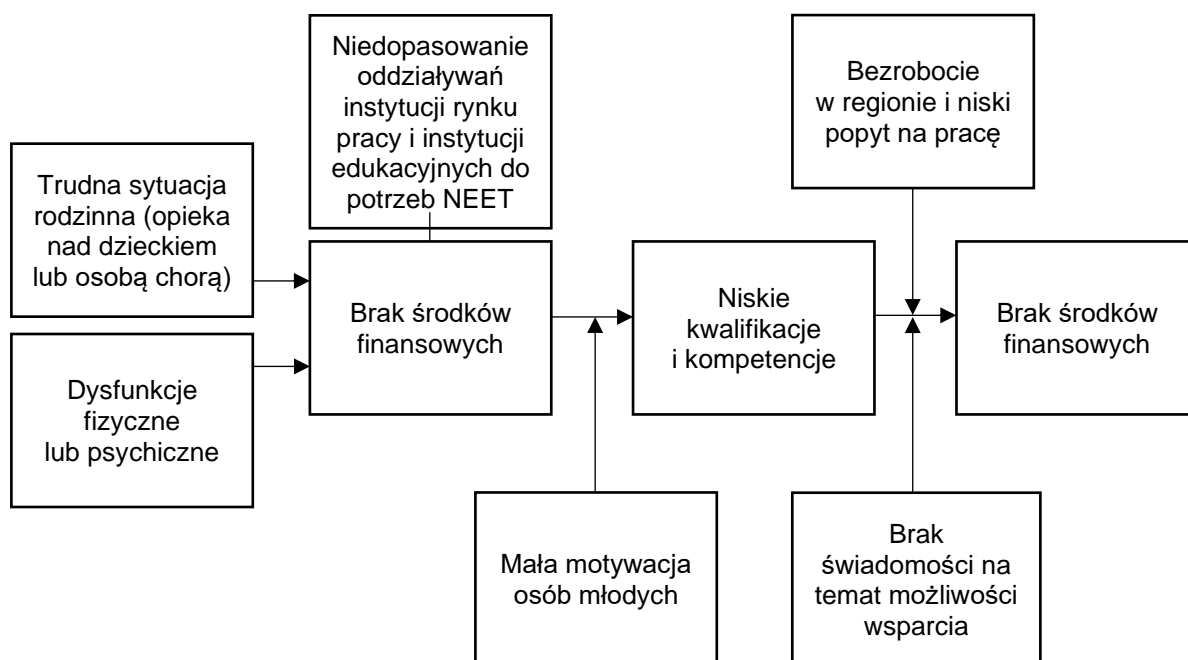 Niedopasowanie
oddziaływań
instytucji rynku
pracy i instytucji
edukacyjnych do
potrzeb NEET
Bezrobocie
w regionie i niski
popyt na pracę
Trudna sytuacja
rodzinna (opieka
nad dzieckiem
lub osobą chorą)
Dysfunkcje
fizyczne
lub psychiczne
Brak środków
finansowych
Niskie
kwalifikacje
i kompetencje
Brak środków
finansowych
Mała motywacja
osób młodych
Brak
świadomości na
temat możliwości
wsparcia